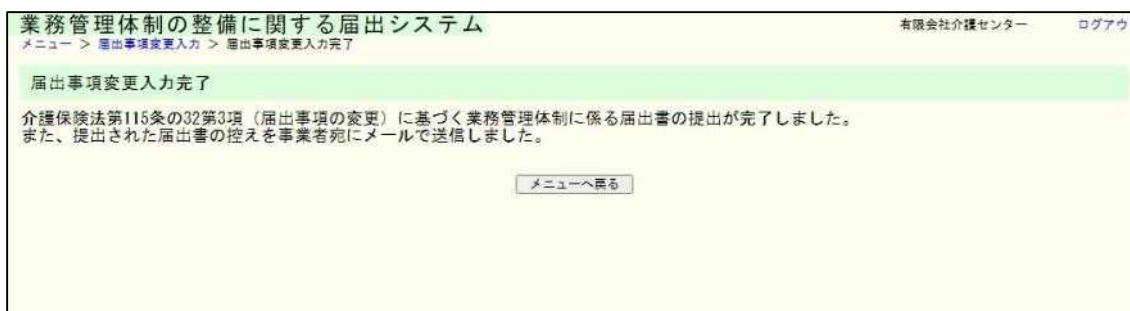 業務管理体制の整備に関する届出システム
有限会社介護センター ログアウ
メニュー > 届出事項変更入力 > 届出事項変更入力完了
届出事項変更入力完了
介護保険法第115条の32第3項（届出事項の変更）に基づく業務管理体制に係る届出書の提出が完了しました。
また、提出された届出書の控えを事業者宛にメールで送信しました。
メニューへ戻る